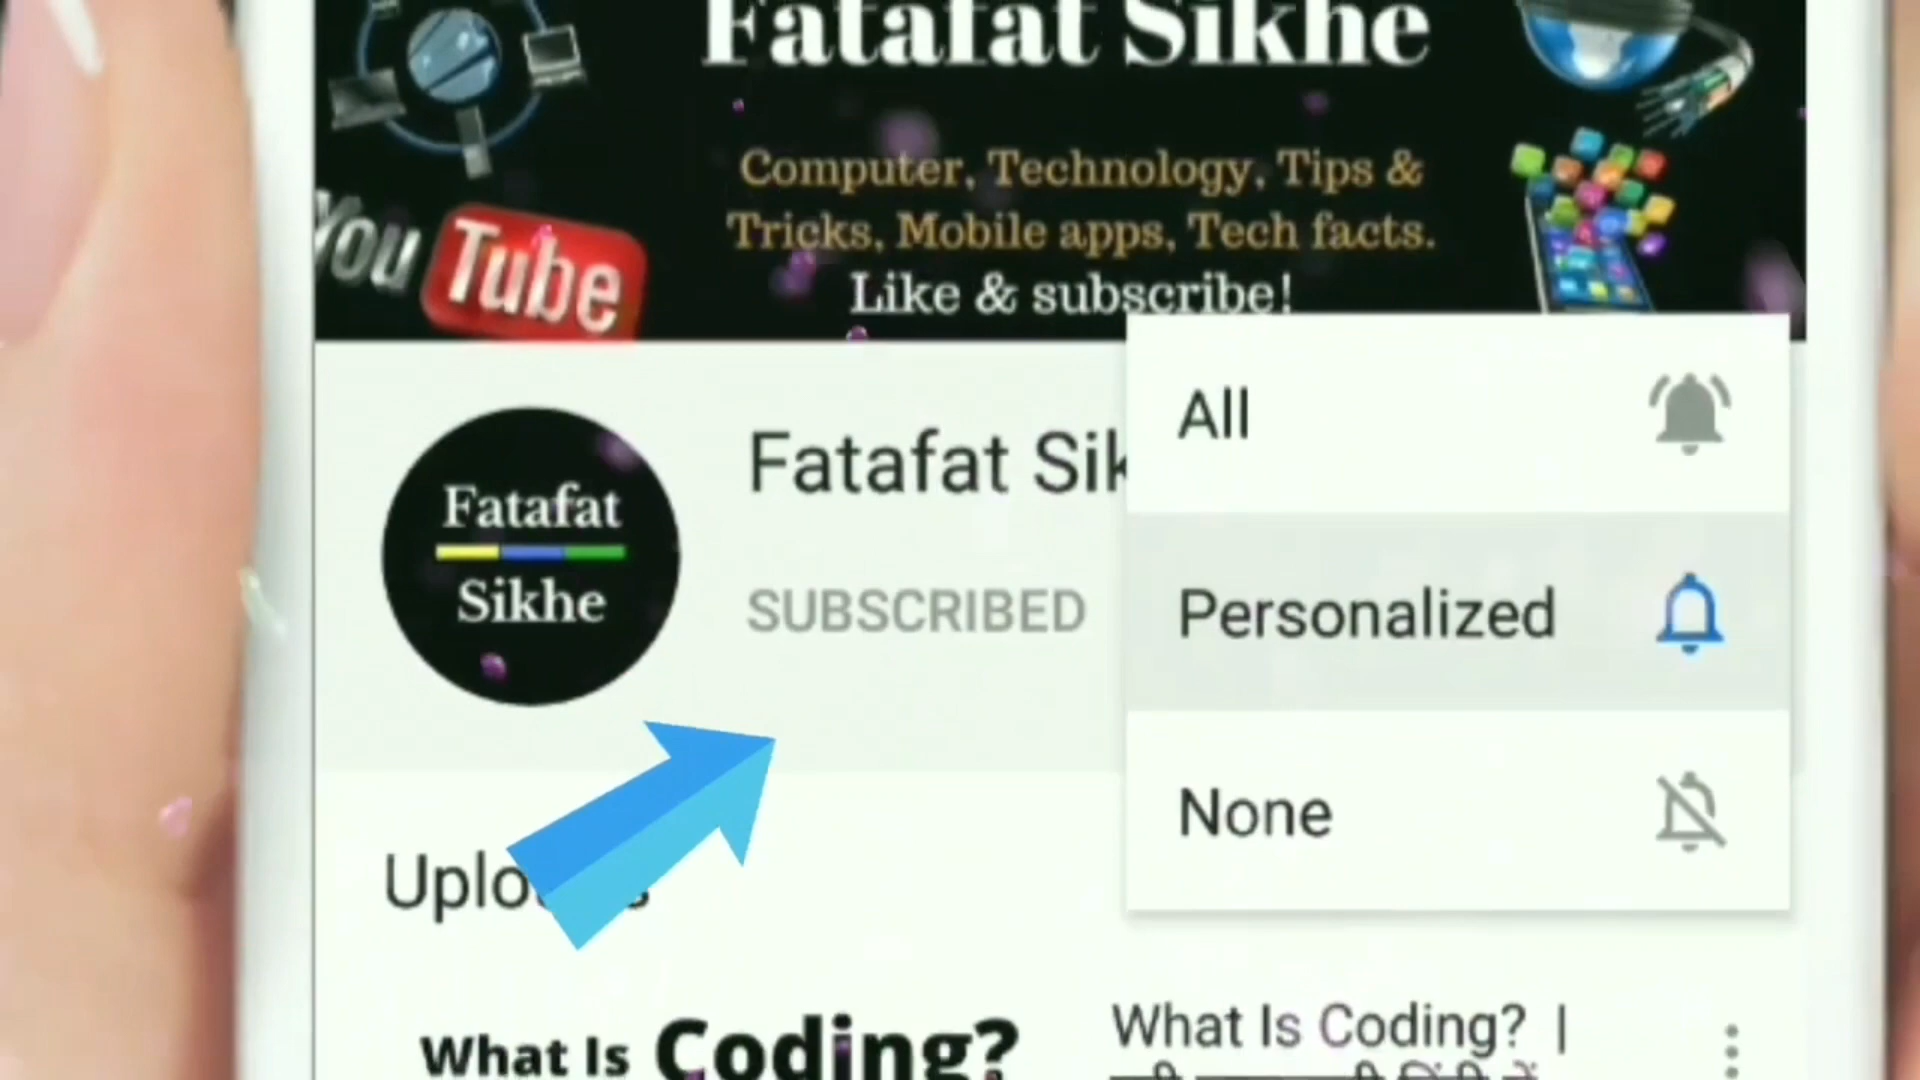 Fatafat Sikhe
Computer, Technology, Tips &
Tricks, Mobile apps, Tech facts.
Like & subscribe!
You Tube
Fatafat
Sikhe
Fatafat Sik
SUBSCRIBED
All
Personalized
None
What Is Coding?
What Is Coding? |